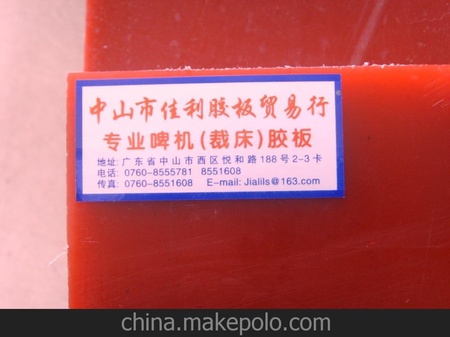 中山市佳利胶板贸易行
专业啤机(裁床)胶板
地址: 广东省中山市西区悦和路188号2-3卡
电话: 0760-8555781 8551608
传真: 0760-8551608 E-mail: Jialils@163.com
china.makepolo.com